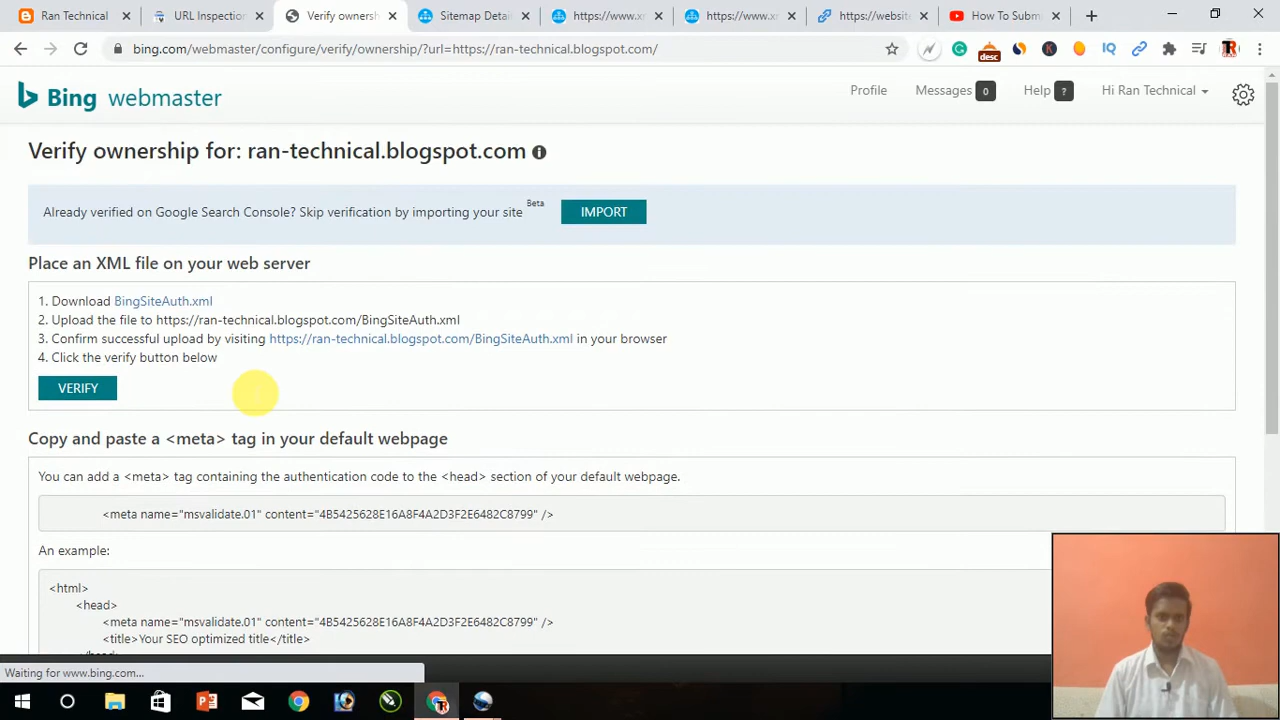 Ran Technical
URL Inspection
Verify ownersh
Sitemap Detai
https://www.xr
https://www.xr
https://website
How To Subm
bing.com/webmaster/configure/verify/ownership/?url=https://ran-technical.blogspot.com/
desc
IQ
Bing webmaster
Profile
Messages 0
Help ?
Hi Ran Technical
Verify ownership for: ran-technical.blogspot.com
Already verified on Google Search Console? Skip verification by importing your site Beta
IMPORT
Place an XML file on your web server
1. Download BingSiteAuth.xml
2. Upload the file to https://ran-technical.blogspot.com/BingSiteAuth.xml
3. Confirm successful upload by visiting https://ran-technical.blogspot.com/BingSiteAuth.xml in your browser
4. Click the verify button below
VERIFY
Copy and paste a <meta> tag in your default webpage
You can add a <meta> tag containing the authentication code to the <head> section of your default webpage.
<meta name="msvalidate.01" content="4B5425628E16A8F4A2D3F2E6482C8799" />
An example:
<html>
<head>
<meta name="msvalidate.01" content="4B5425628E16A8F4A2D3F2E6482C8799" />
<title>Your SEO optimized title</title>
</head>
Waiting for www.bing.com...